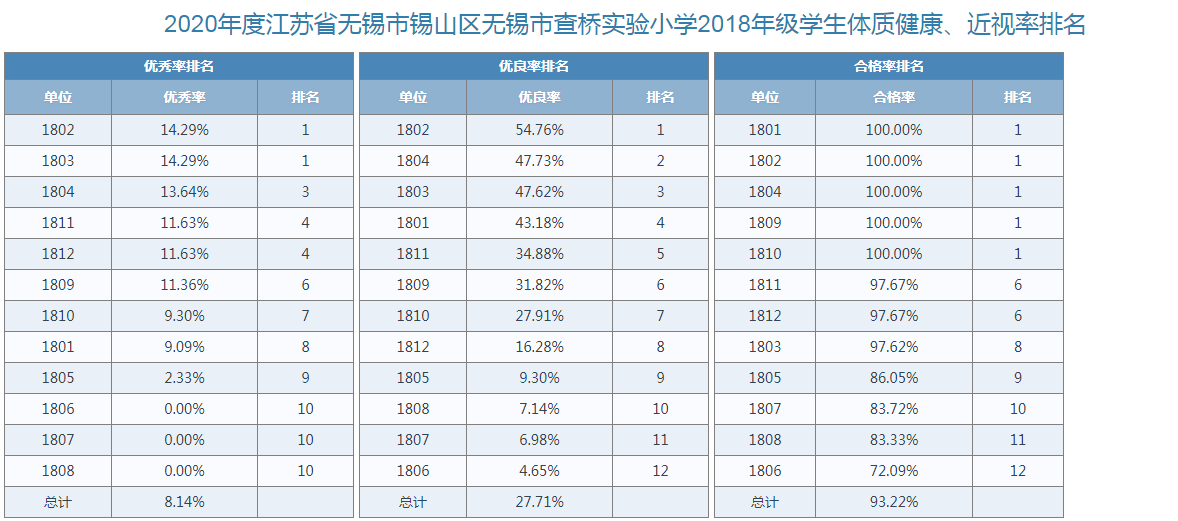 2020年度江苏省无锡市锡山区无锡市查桥实验小学2018年级学生体质健康、近视率排名
优秀率排名 优良率排名 合格率排名
单位 优秀率 排名 单位 优良率 排名 单位 合格率 排名
1802 14.29% 1 1802 54.76% 1 1801 100.00% 1
1803 14.29% 1 1804 47.73% 2 1802 100.00% 1
1804 13.64% 3 1803 47.62% 3 1804 100.00% 1
1811 11.63% 4 1801 43.18% 4 1809 100.00% 1
1812 11.63% 4 1811 34.88% 5 1810 100.00% 1
1809 11.36% 6 1809 31.82% 6 1811 97.67% 6
1810 9.30% 7 1810 27.91% 7 1812 97.67% 6
1801 9.09% 8 1812 16.28% 8 1803 97.62% 8
1805 2.33% 9 1805 9.30% 9 1805 86.05% 9
1806 0.00% 10 1808 7.14% 10 1807 83.72% 10
1807 0.00% 10 1807 6.98% 11 1808 83.33% 11
1808 0.00% 10 1806 4.65% 12 1806 72.09% 12
总计 8.14% 总计 27.71% 总计 93.22%